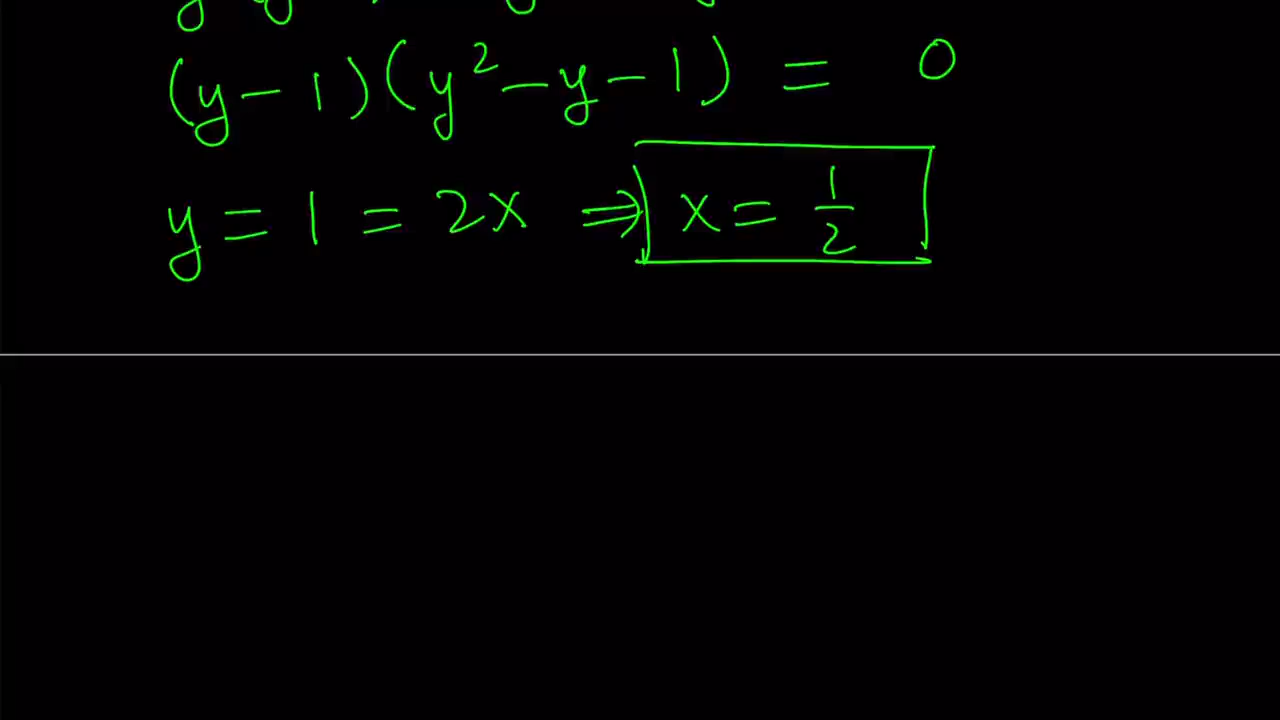 (y-1)(y²-y-1) = 0
y = 1 = 2x ⇒ x = 1/2